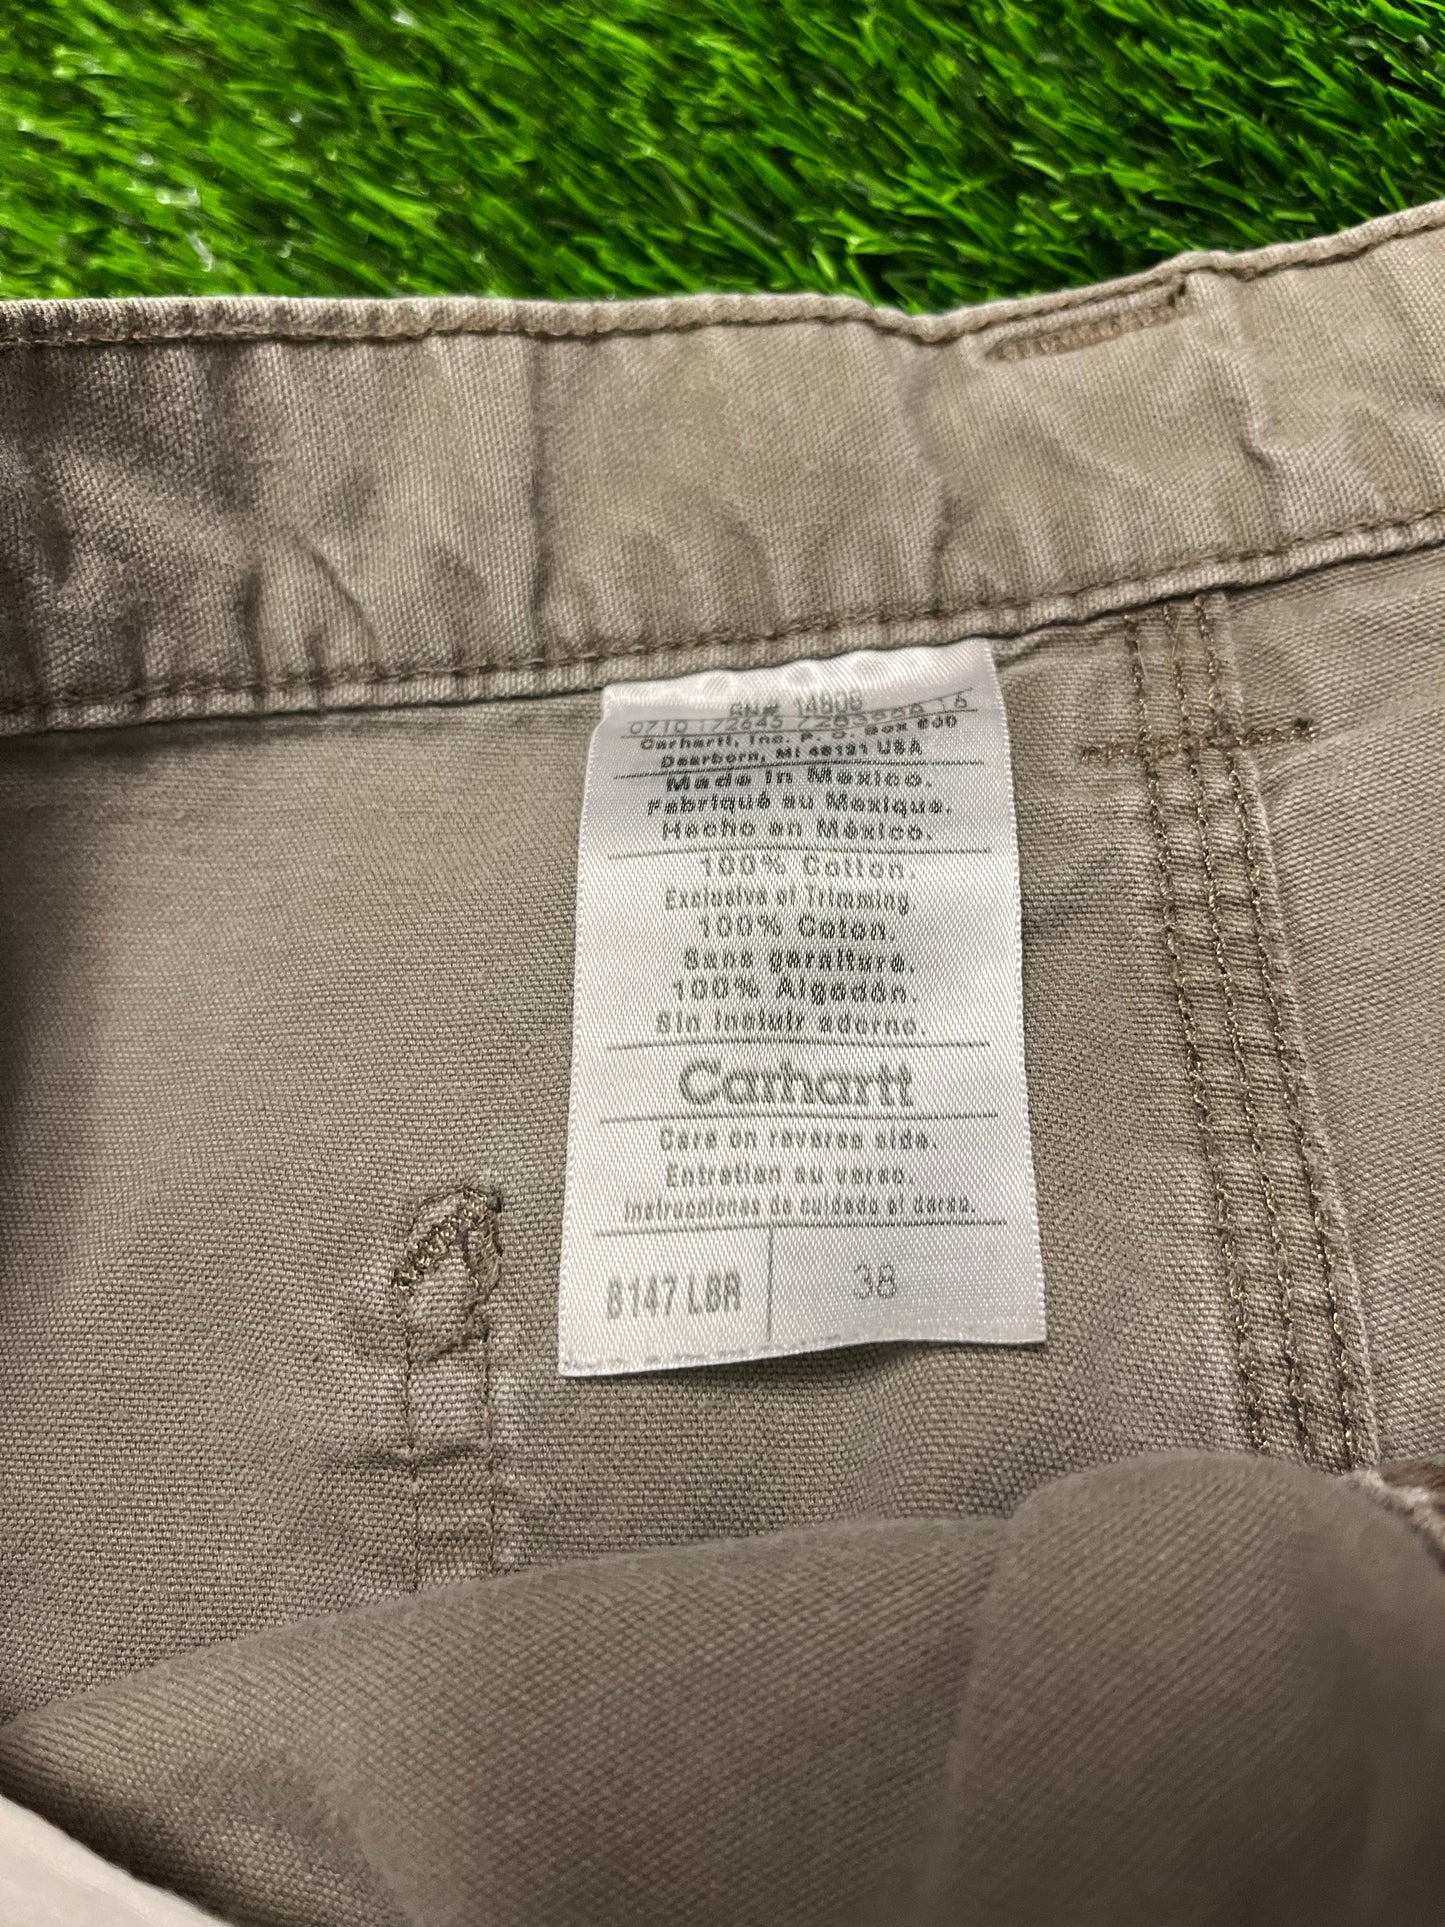 RN# 14806
Carhartt, Inc. P. O. Box 600
Dearborn, MI 48121 USA
Made in Mexico.
Fabriqué au Mexique.
Hecho en México.
100% Cotton.
Exclusive of Trimming
100% Coton.
Sans garniture.
100% Algodón.
Sin incluir adorno.
Carhartt
Care on reverse side.
Entretien au verso.
Instrucciones de cuidado al dorso.
B147 LBR 38